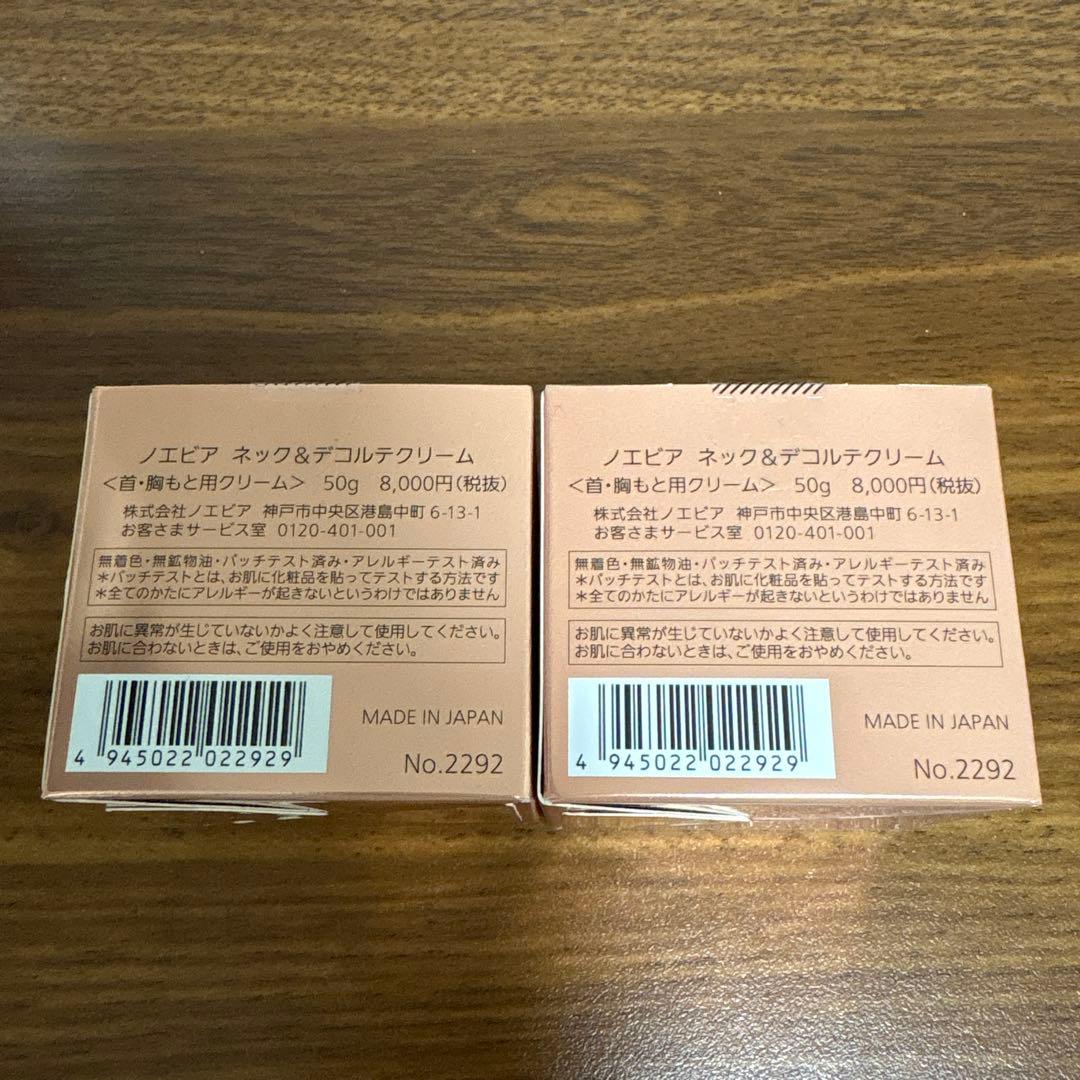 ノエビア ネック&デコルテクリーム
<首・胸もと用クリーム> 50g 8,000円(税抜)
株式会社ノエビア 神戸市中央区港島中町 6-13-1
お客さまサービス室 0120-401-001
無着色・無鉱物油・パッチテスト済み・アレルギーテスト済み
*パッチテストとは、お肌に化粧品を貼ってテストする方法です
*全てのかたにアレルギーが起きないというわけではありません
お肌に異常が生じていないかよく注意して使用してください。
お肌に合わないときは、ご使用をおやめください。
MADE IN JAPAN
4 945022 022929
No.2292
ノエビア ネック&デコルテクリーム
<首・胸もと用クリーム> 50g 8,000円(税抜)
株式会社ノエビア 神戸市中央区港島中町 6-13-1
お客さまサービス室 0120-401-001
無着色・無鉱物油・パッチテスト済み・アレルギーテスト済み
*パッチテストとは、お肌に化粧品を貼ってテストする方法です
*全てのかたにアレルギーが起きないというわけではありません
お肌に異常が生じていないかよく注意して使用してください。
お肌に合わないときは、ご使用をおやめください。
MADE IN JAPAN
4 945022 022929
No.2292